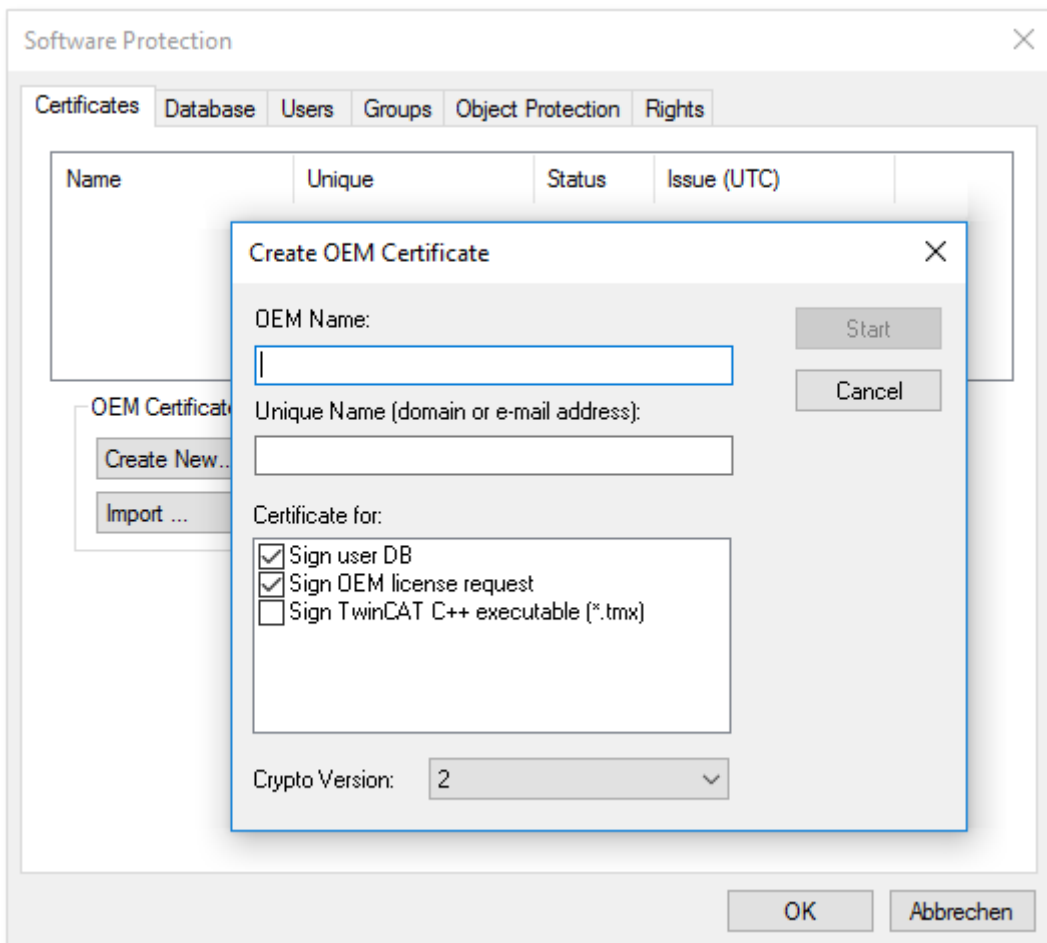 Software Protection
Certificates Database Users Groups Object Protection Rights
Name Unique Status Issue (UTC)
Create OEM Certificate
OEM Name:
Start
Cancel
Unique Name (domain or e-mail address):
Certificate for:
Sign user DB
Sign OEM license request
Sign TwinCAT C++ executable (*.tmx)
Crypto Version: 2
OEM
Create New...
Import ...
OK Abbrechen